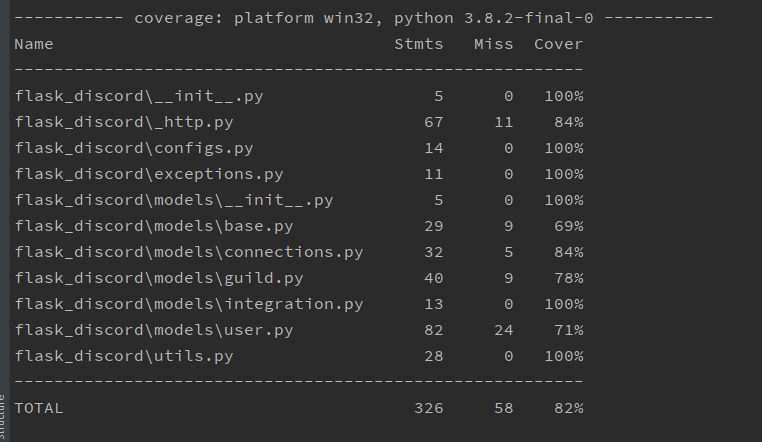 ----------- coverage: platform win32, python 3.8.2-final-0 -----------
Name                                   Stmts   Miss  Cover
----------------------------------------------------------
flask_discord\__init__.py                  5      0   100%
flask_discord\_http.py                    67     11    84%
flask_discord\configs.py                  14      0   100%
flask_discord\exceptions.py               11      0   100%
flask_discord\models\__init__.py           5      0   100%
flask_discord\models\base.py              29      9    69%
flask_discord\models\connections.py       32      5    84%
flask_discord\models\guild.py             40      9    78%
flask_discord\models\integration.py       13      0   100%
flask_discord\models\user.py              82     24    71%
flask_discord\utils.py                    28      0   100%
----------------------------------------------------------
TOTAL                                    326     58    82%
Structure